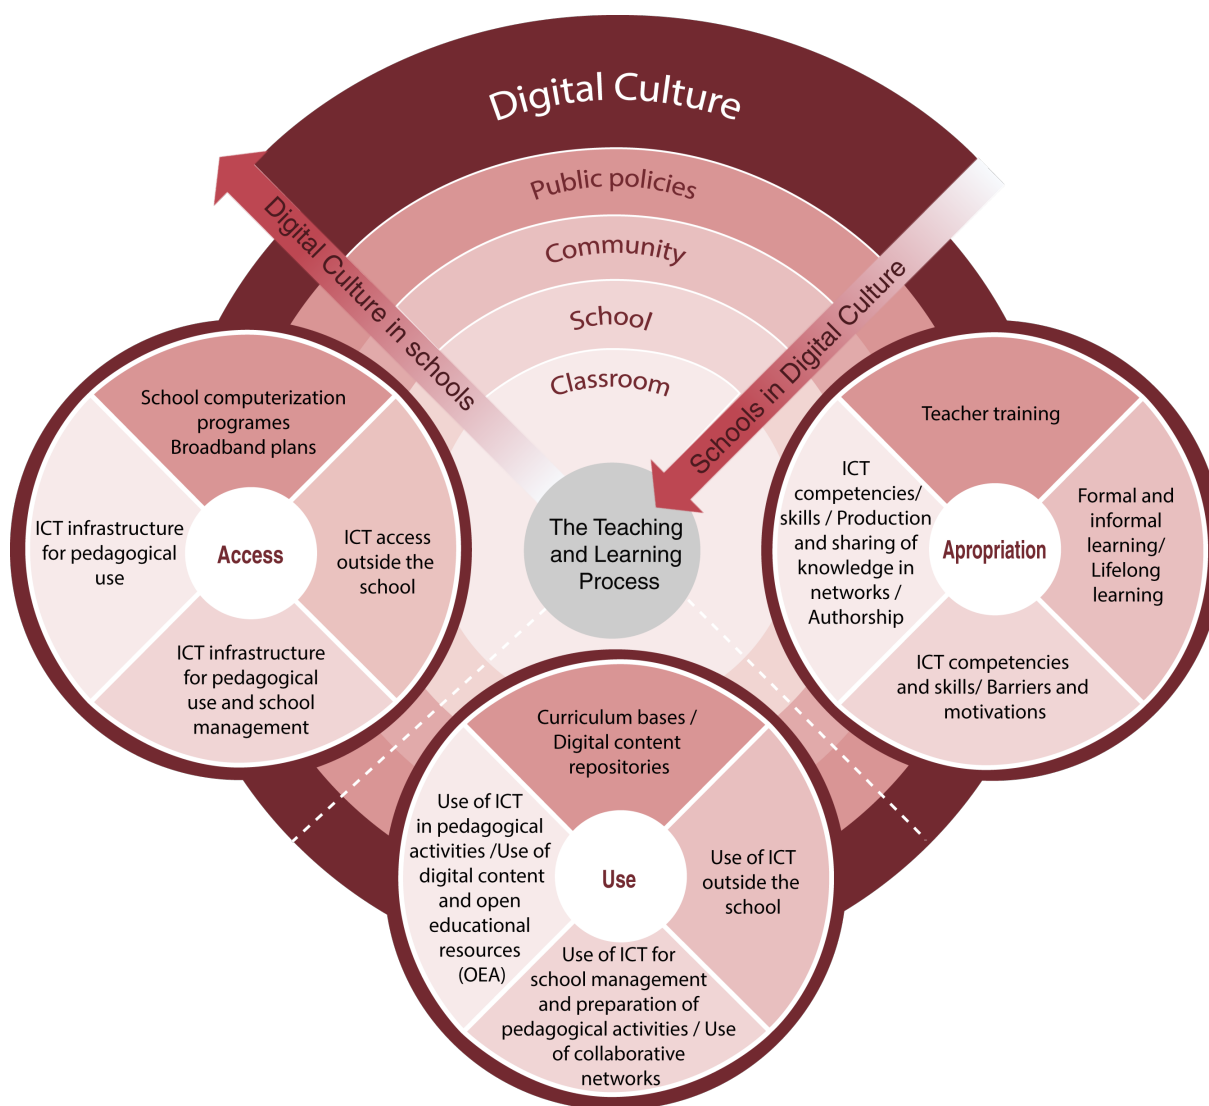 Digital Culture
Public policies
Community
School
Classroom
Digital Culture in schools
Schools in Digital Culture
The Teaching
and Learning
Process
School computerization
programes
Broadband plans
ICT infrastructure
for pedagogical
use
Access
ICT access
outside the
school
ICT infrastructure
for pedagogical
use and school
management
Teacher training
ICT
competencies/
skills / Production
and sharing of
knowledge in
networks /
Authorship
Apropriation
Formal and
informal
learning/
Lifelong
learning
ICT competencies
and skills/ Barriers and
motivations
Curriculum bases /
Digital content
repositories
Use of ICT
in pedagogical
activities /Use of
digital content
and open
educational
resources
(OEA)
Use
Use of ICT
outside the
school
Use of ICT for
school management
and preparation of
pedagogical activities / Use
of collaborative
networks